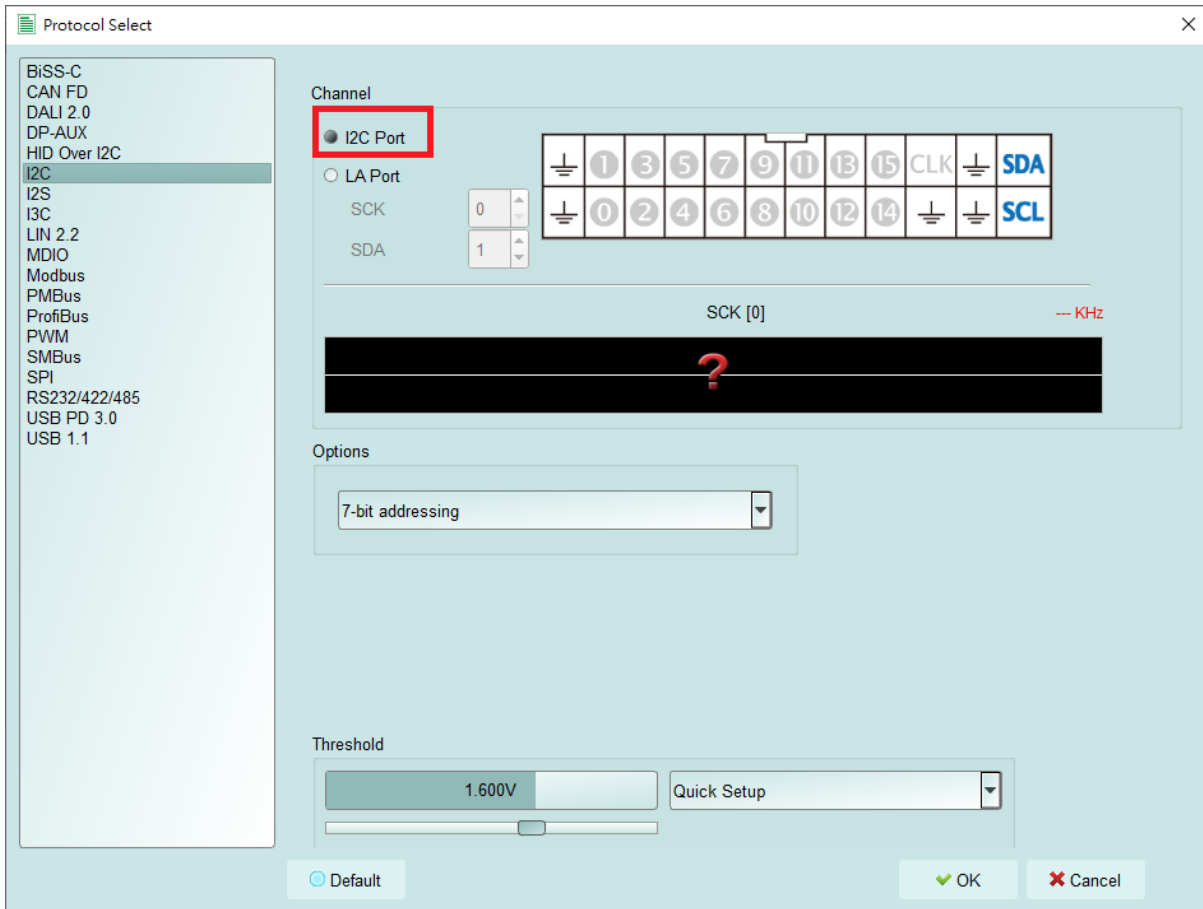 Protocol Select
BiSS-C
CAN FD
DALI 2.0
DP-AUX
HID Over I2C
I2C
I2S
I3C
LIN 2.2
MDIO
Modbus
PMBus
ProfiBus
PWM
SMBus
SPI
RS232/422/485
USB PD 3.0
USB 1.1
Channel
I2C Port
LA Port
SCK 0
SDA 1
1 3 5 7 9 11 13 15 CLK SDA
0 2 4 6 8 10 12 14 SCL
SCK [0] --- KHz
?
Options
7-bit addressing
Threshold
1.600V Quick Setup
Default OK Cancel